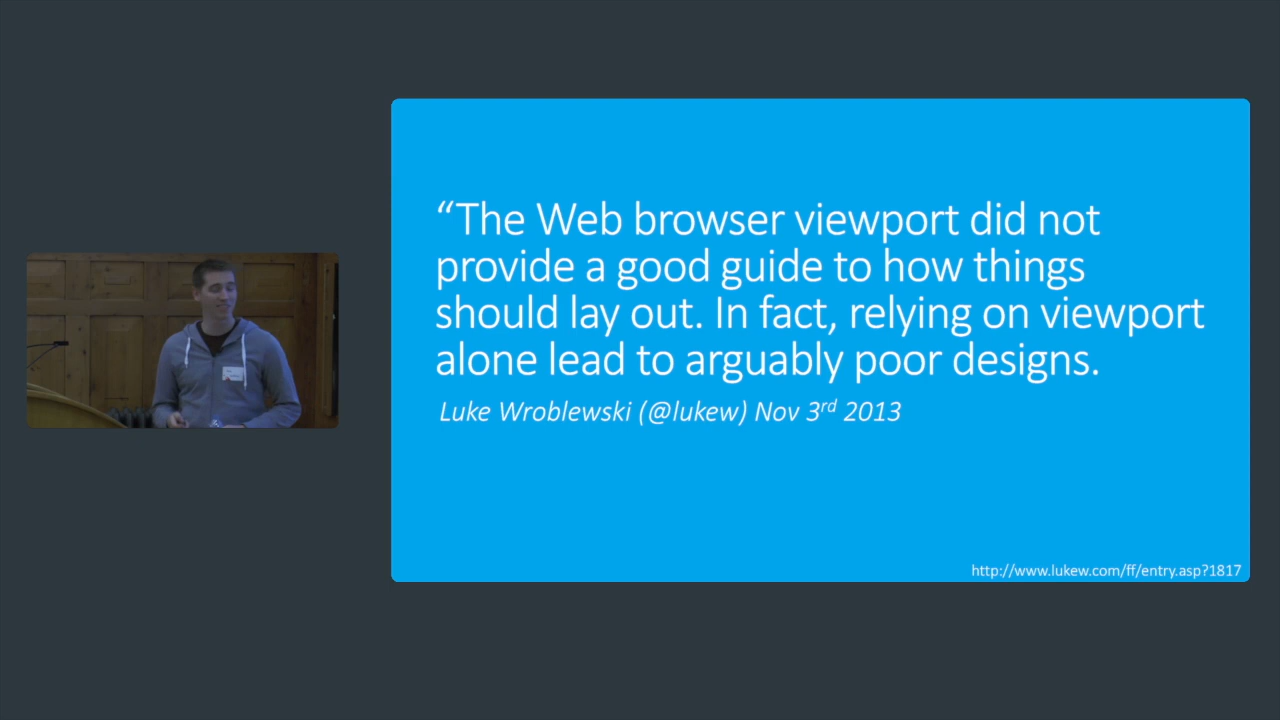 “The Web browser viewport did not
provide a good guide to how things
should lay out. In fact, relying on viewport
alone lead to arguably poor designs.
Luke Wroblewski (@lukew) Nov 3rd 2013
http://www.lukew.com/ff/entry.asp?1817